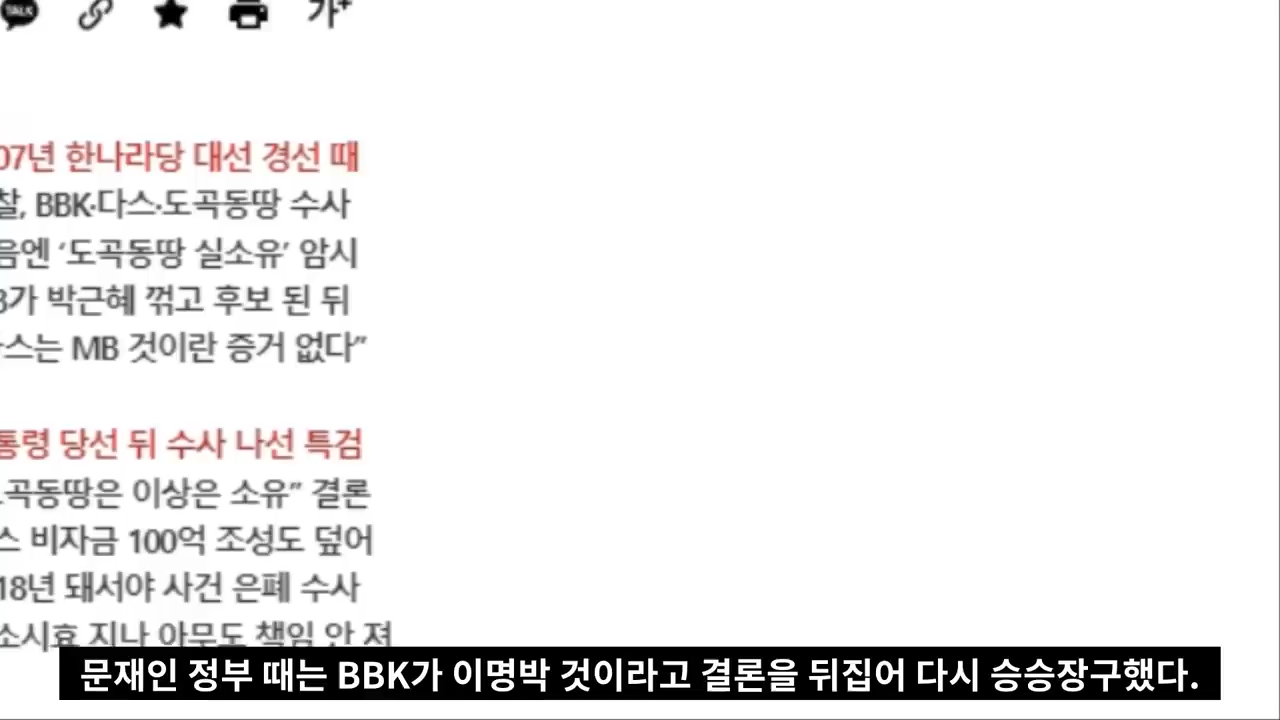 TALK
가+
07년 한나라당 대선 경선 때
찰, BBK·다스·도곡동땅 수사
음엔 ‘도곡동땅 실소유’ 암시
B가 박근혜 꺾고 후보 된 뒤
스는 MB 것이란 증거 없다”
통령 당선 뒤 수사 나선 특검
곡동땅은 이상은 소유” 결론
스 비자금 100억 조성도 덮어
18년 돼서야 사건 은폐 수사
소시효 지나 아무도 책임 안 져
문재인 정부 때는 BBK가 이명박 것이라고 결론을 뒤집어 다시 승승장구했다.